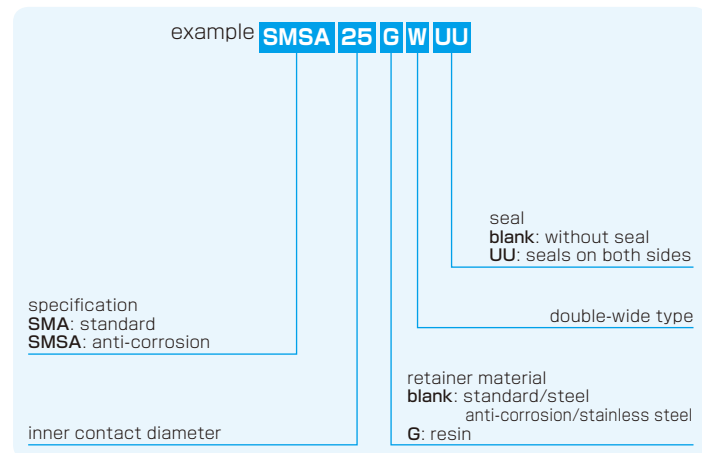 example SMSA 25 G W UU
seal
blank: without seal
UU: seals on both sides
specification
SMA: standard
SMSA: anti-corrosion
double-wide type
retainer material
blank: standard/steel
anti-corrosion/stainless steel
G: resin
inner contact diameter